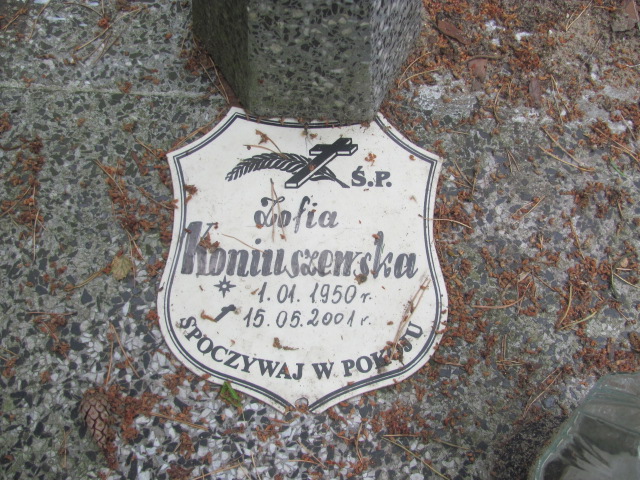 Ś.P.
Zofia
Koniuszewska
1.01.1950 r.
15.05.2001 r.
SPOCZYWAJ W POKOJU